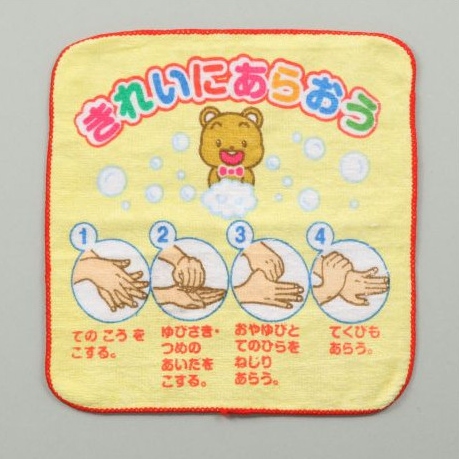 きれいにあらおう
1
2
3
4
ての こう を
こする。
ゆびさき・
つめの
あいだを
こする。
おやゆびと
てのひらを
ねじり
あらう。
てくびも
あらう。